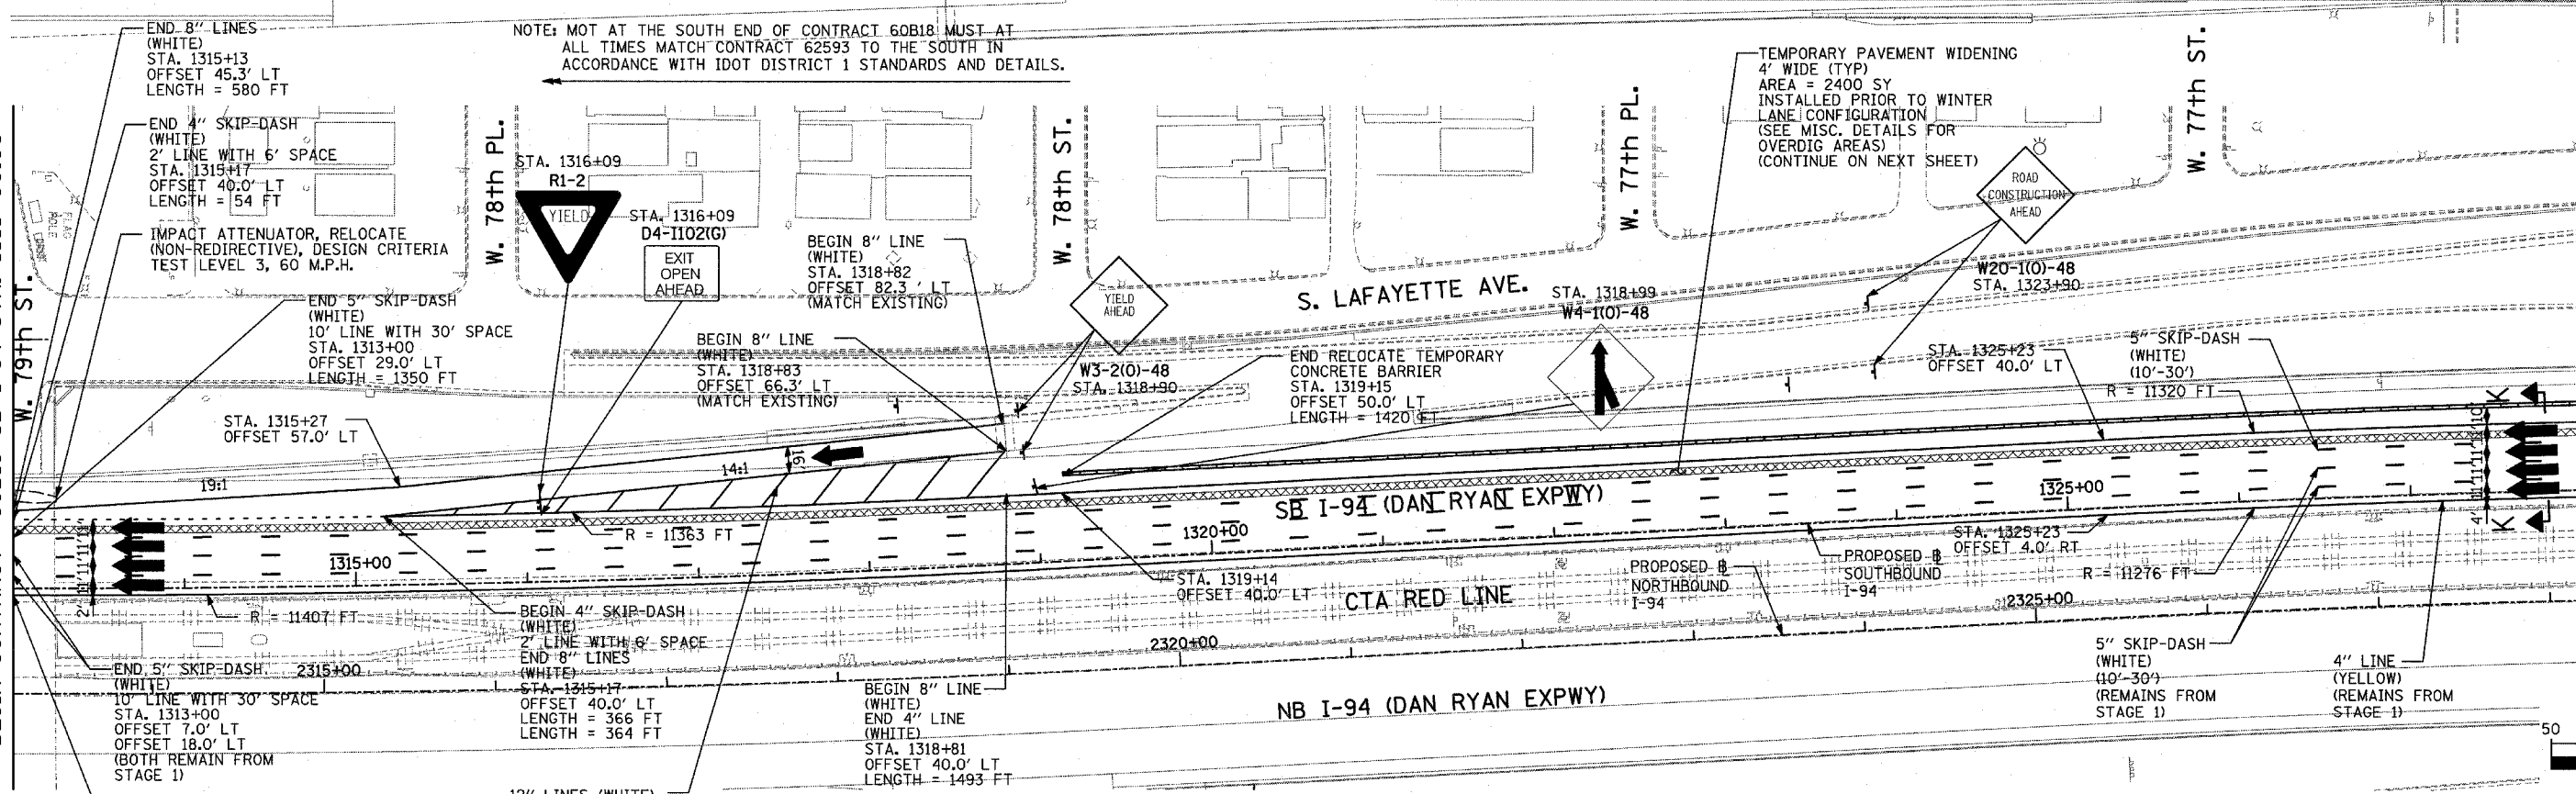 END 8" LINES
(WHITE)
STA. 1315+13
OFFSET 45.3' LT
LENGTH = 580 FT
NOTE: MOT AT THE SOUTH END OF CONTRACT 60B18 MUST AT
ALL TIMES MATCH CONTRACT 62593 TO THE SOUTH IN
ACCORDANCE WITH IDOT DISTRICT 1 STANDARDS AND DETAILS.
TEMPORARY PAVEMENT WIDENING
4' WIDE (TYP)
AREA = 2400 SY
INSTALLED PRIOR TO WINTER
LANE CONFIGURATION
(SEE MISC. DETAILS FOR
OVERDIG AREAS)
(CONTINUE ON NEXT SHEET)
END 4" SKIP-DASH
(WHITE)
2' LINE WITH 6' SPACE
STA. 1315+17
OFFSET 40.0' LT
LENGTH = 54 FT
IMPACT ATTENUATOR, RELOCATE
(NON-REDIRECTIVE), DESIGN CRITERIA
TEST LEVEL 3, 60 M.P.H.
FLAG
POLE
W. 79th ST.
W. 78th PL.
W. 78th ST.
W. 77th PL.
W. 77th ST.
STA. 1316+09
R1-2
YIELD
STA. 1316+09
D4-I102(G)
EXIT
OPEN
AHEAD
BEGIN 8" LINE
(WHITE)
STA. 1318+82
OFFSET 82.3 ' LT
(MATCH EXISTING)
YIELD
AHEAD
W3-2(O)-48
STA. 1318+90
S. LAFAYETTE AVE.
STA. 1318+99
W4-1(O)-48
ROAD
CONSTRUCTION
AHEAD
W20-1(O)-48
STA. 1323+90
END 5" SKIP-DASH
(WHITE)
10' LINE WITH 30' SPACE
STA. 1313+00
OFFSET 29.0' LT
LENGTH = 1350 FT
BEGIN 8" LINE
(WHITE)
STA. 1318+83
OFFSET 66.3' LT
(MATCH EXISTING)
END RELOCATE TEMPORARY
CONCRETE BARRIER
STA. 1319+15
OFFSET 50.0' LT
LENGTH = 1420 FT
STA. 1325+23
OFFSET 40.0' LT
5" SKIP-DASH
(WHITE)
(10'-30')
R = 11320 FT
STA. 1315+27
OFFSET 57.0' LT
19:1
14:1
16'
K
10'
11'
11'
11'
4'
K
SB I-94 (DAN RYAN EXPWY)
1325+00
1320+00
1315+00
R = 11363 FT
11'
11'
11'
2'
R = 11407 FT
STA. 1319+14
OFFSET 40.0' LT
CTA RED LINE
PROPOSED B
NORTHBOUND
I-94
PROPOSED B
SOUTHBOUND
I-94
STA. 1325+23
OFFSET 4.0' RT
R = 11276 FT
2325+00
2320+00
2315+00
END 5" SKIP-DASH
(WHITE)
10' LINE WITH 30' SPACE
STA. 1313+00
OFFSET 7.0' LT
OFFSET 18.0' LT
(BOTH REMAIN FROM
STAGE 1)
BEGIN 4" SKIP-DASH
(WHITE)
2' LINE WITH 6' SPACE
END 8" LINES
(WHITE)
STA. 1315+17
OFFSET 40.0' LT
LENGTH = 366 FT
LENGTH = 364 FT
BEGIN 8" LINE
(WHITE)
END 4" LINE
(WHITE)
STA. 1318+81
OFFSET 40.0' LT
LENGTH = 1493 FT
NB I-94 (DAN RYAN EXPWY)
5" SKIP-DASH
(WHITE)
(10'-30')
(REMAINS FROM
STAGE 1)
4" LINE
(YELLOW)
(REMAINS FROM
STAGE 1)
50
12" LINES (WHITE)